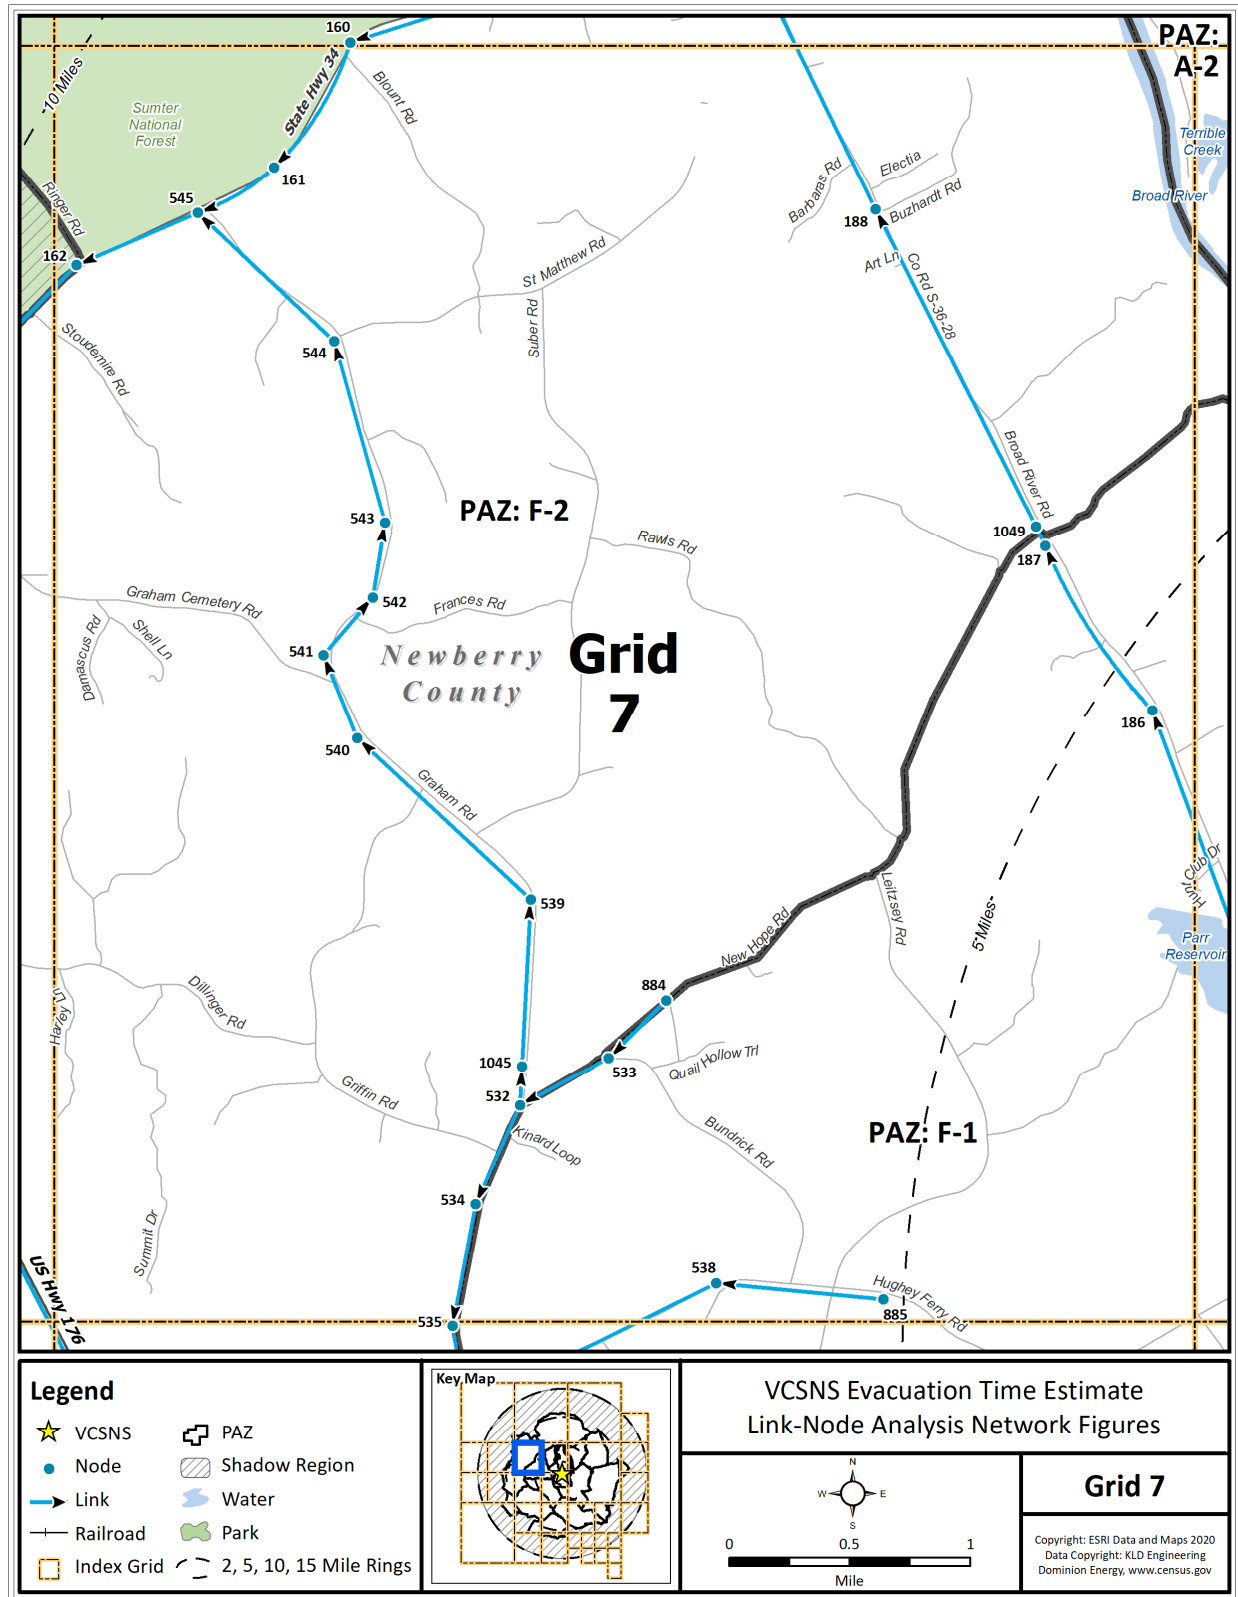 160
PAZ:
A-2
10 Miles
State Hwy 34
Blount Rd
Sumter
National
Forest
Terrible
Creek
161
Electia
Barbaras Rd
Buzhardt Rd
Broad River
Ringer Rd
545
188
162
St Matthew Rd
Art Ln
Co Rd S-36-28
Suber Rd
Stoudemire Rd
544
Broad River Rd
543
PAZ: F-2
1049
Rawls Rd
187
Graham Cemetery Rd
542
Frances Rd
Damascus Rd
Shell Ln
541
Newberry
County
Grid
7
186
540
Graham Rd
Hunt Club Dr
539
Leitzsey Rd
5 Miles
New Hope Rd
Parr
Reservoir
884
Dillinger Rd
Harley Ln
1045
533
Quail Hollow Trl
532
Griffin Rd
Kinard Loop
Bundrick Rd
PAZ: F-1
534
Summit Dr
538
US Hwy 176
Hughey Ferry Rd
885
535
Legend
VCSNS
PAZ
Node
Shadow Region
Link
Water
Railroad
Park
Index Grid
2, 5, 10, 15 Mile Rings
Key Map
VCSNS Evacuation Time Estimate
Link-Node Analysis Network Figures
N
W
E
S
0
0.5
1
Mile
Grid 7
Copyright: ESRI Data and Maps 2020
Data Copyright: KLD Engineering
Dominion Energy, www.census.gov